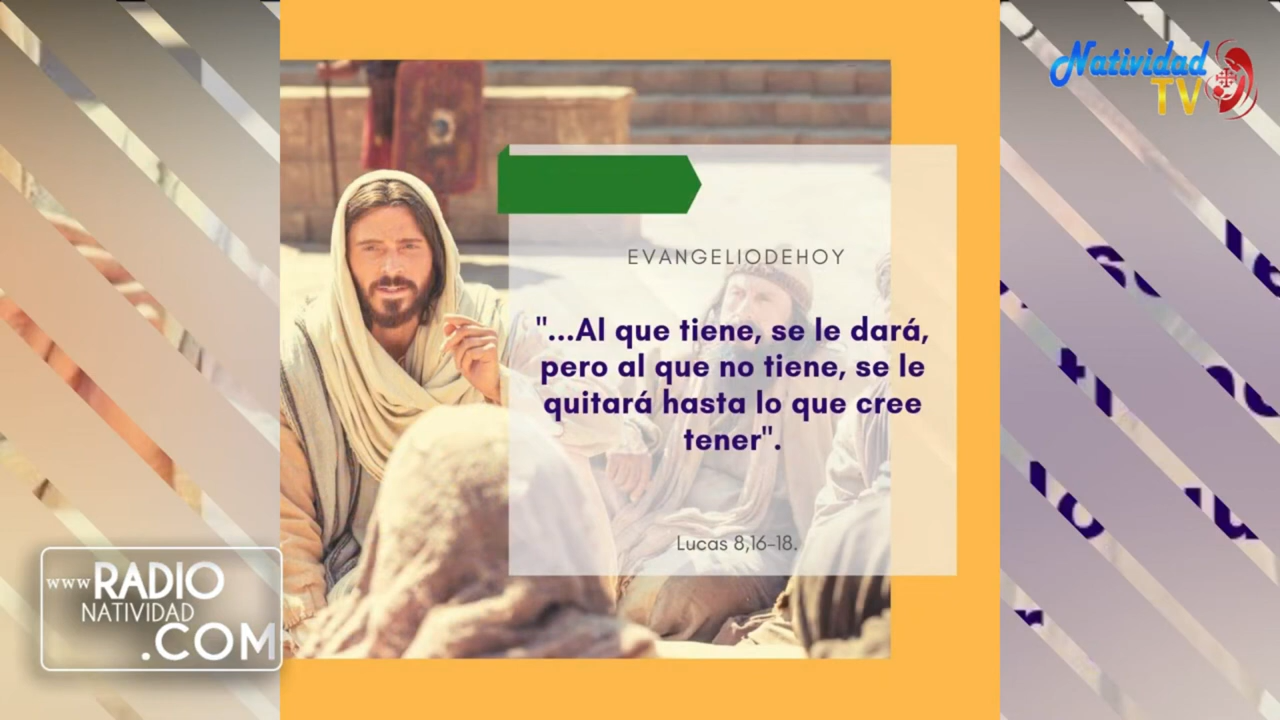 Natividad
TV
EVANGELIODEHOY
"...Al que tiene, se le dará,
pero al que no tiene, se le
quitará hasta lo que cree
tener".
Lucas 8,16-18.
www RADIO
NATIVIDAD
.COM